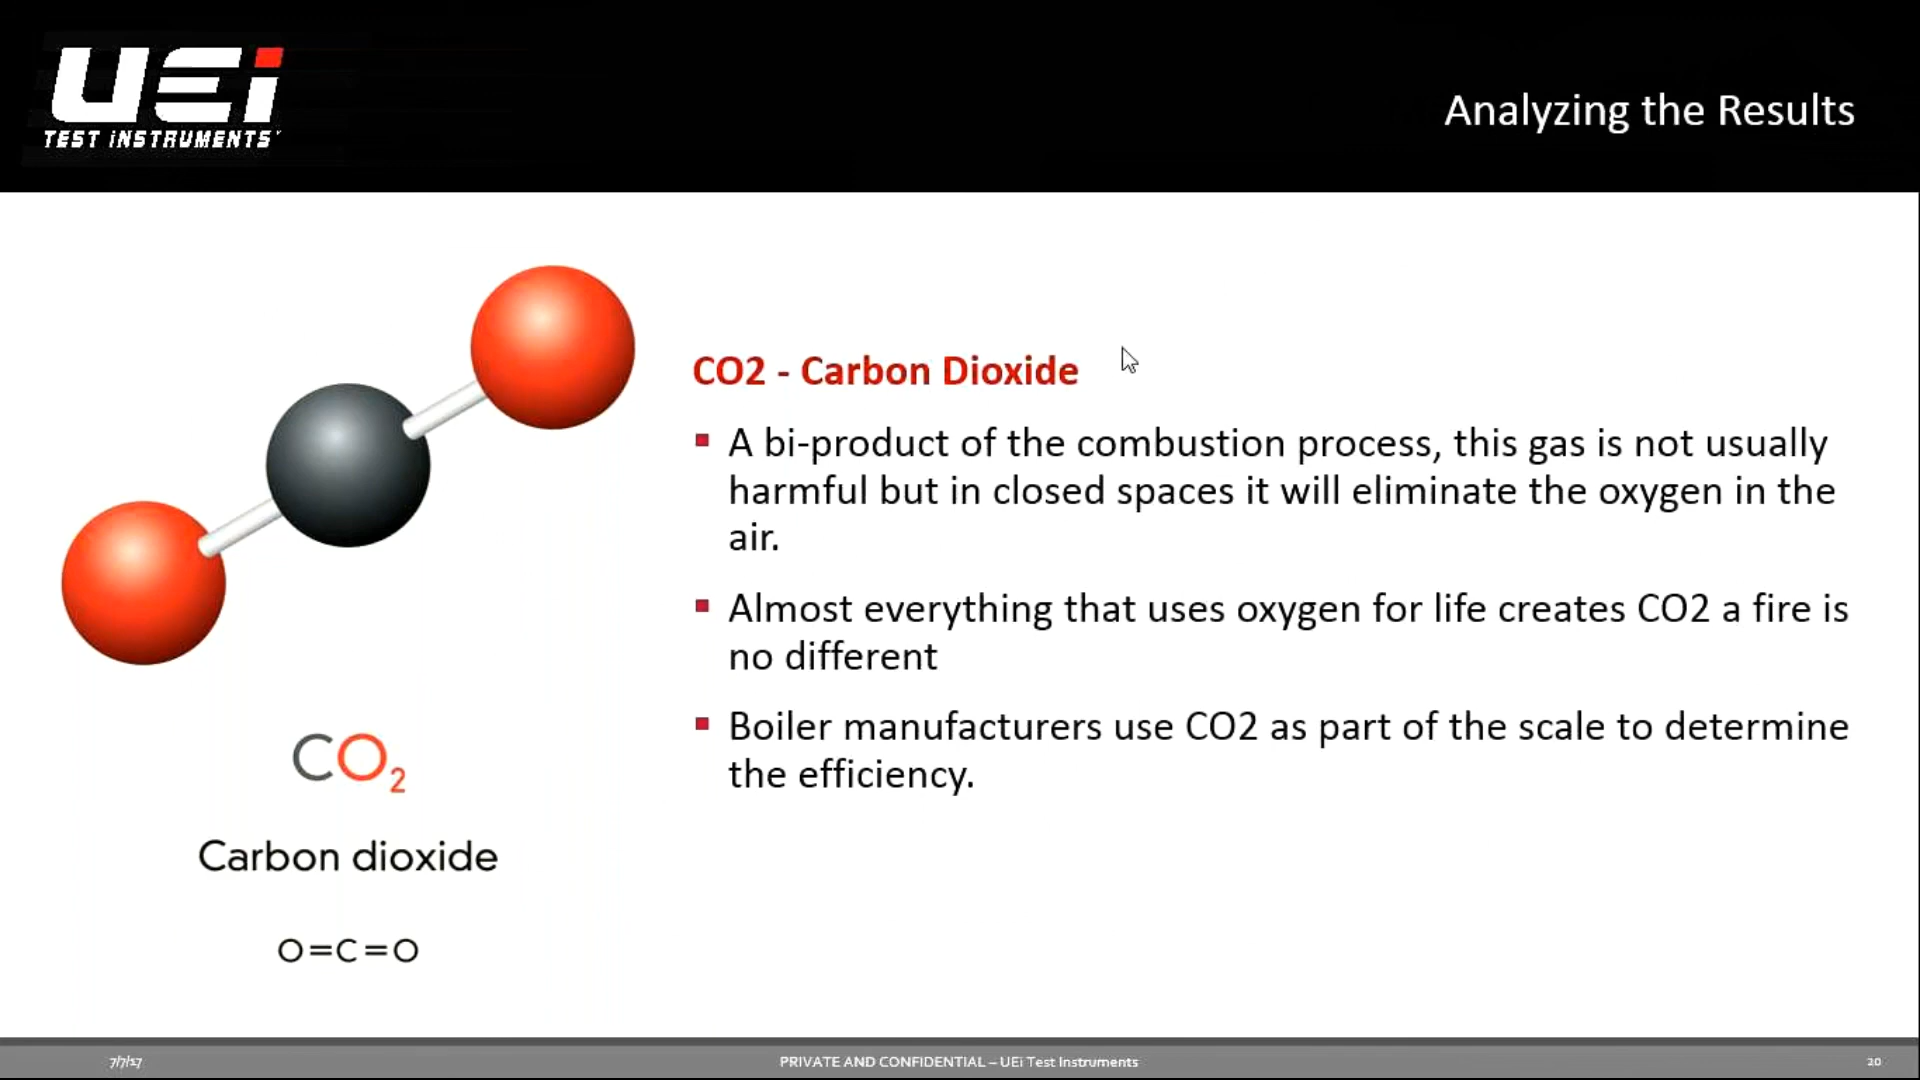 UEi
TEST iNSTRUMENTS
Analyzing the Results
CO2 - Carbon Dioxide
A bi-product of the combustion process, this gas is not usually
harmful but in closed spaces it will eliminate the oxygen in the
air.
Almost everything that uses oxygen for life creates CO2 a fire is
no different
Boiler manufacturers use CO2 as part of the scale to determine
the efficiency.
CO₂
Carbon dioxide
O=C=O
7/7/17
PRIVATE AND CONFIDENTIAL – UEi Test Instruments
20